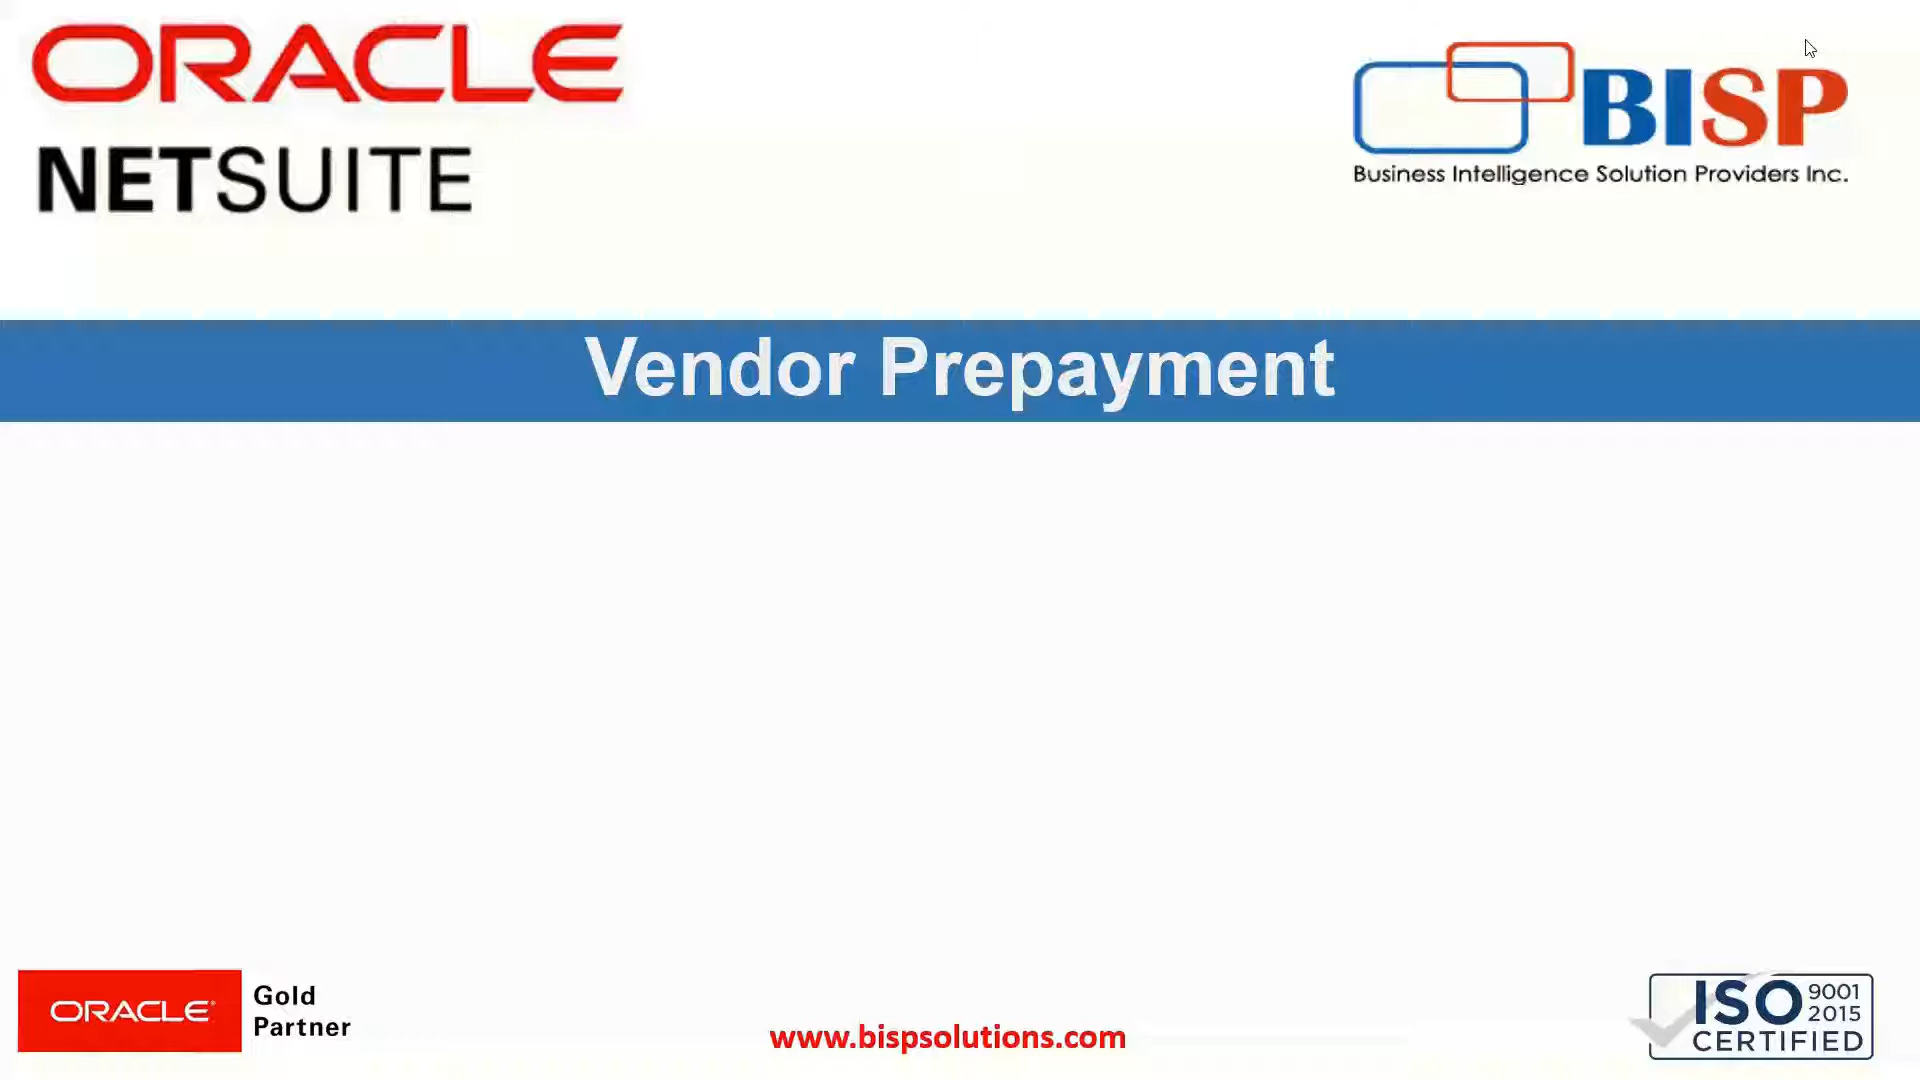 ORACLE
NETSUITE
BISP
Business Intelligence Solution Providers Inc.
Vendor Prepayment
ORACLE®
Gold
Partner
www.bispsolutions.com
ISO 9001
2015
CERTIFIED